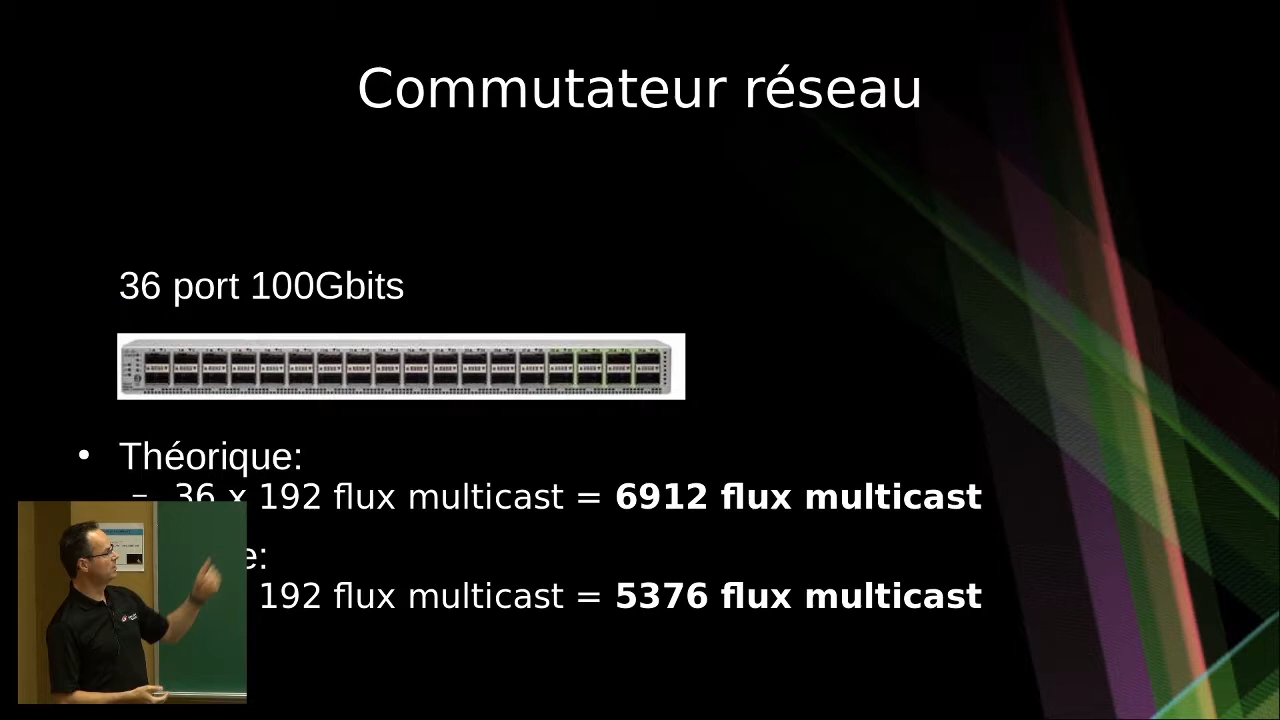 Commutateur réseau
36 port 100Gbits
• Théorique:
– 36 x 192 flux multicast = 6912 flux multicast
e:
192 flux multicast = 5376 flux multicast